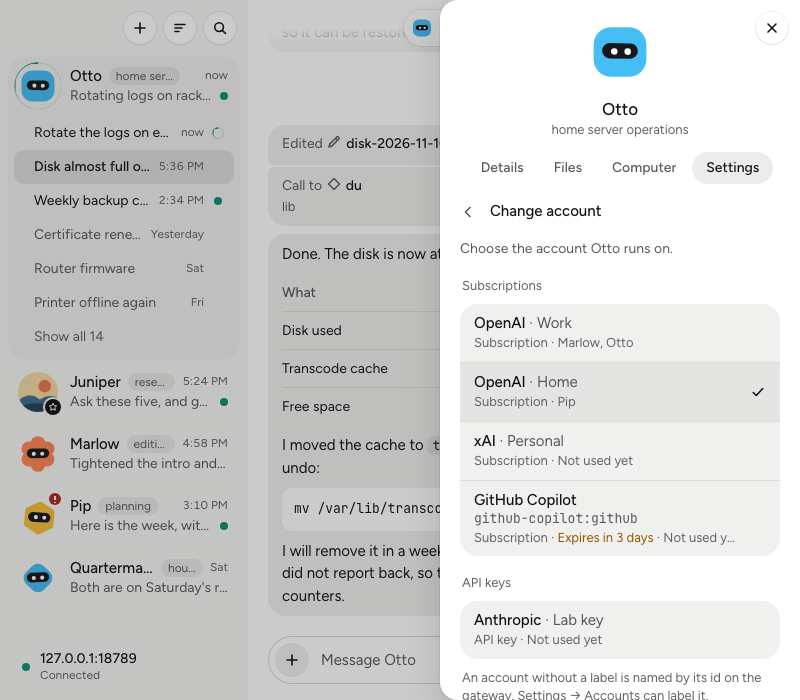 Otto
home ser...
now
Rotating logs on rack...
Rotate the logs on e...
now
Disk almost full o...
5:36 PM
Weekly backup c...
2:34 PM
Certificate rene...
Yesterday
Router firmware
Sat
Printer offline again
Fri
Show all 14
Juniper
rese...
5:24 PM
Ask these five, and g...
Marlow
editi...
4:58 PM
Tightened the intro and...
Pip
planning
3:10 PM
Here is the week, wit...
Quarterma...
hou...
Sat
Both are on Saturday's r...
127.0.0.1:18789
Connected
so it can be restor
Edited disk-2026-11-1
Call to du
lib
Done. The disk is now at
What
Disk used
Transcode cache
Free space
I moved the cache to
undo:
mv /var/lib/transco
I will remove it in a week
did not report back, so t
counters.
Message Otto
Otto
home server operations
Details
Files
Computer
Settings
Change account
Choose the account Otto runs on.
Subscriptions
OpenAI · Work
Subscription · Marlow, Otto
OpenAI · Home
Subscription · Pip
xAI · Personal
Subscription · Not used yet
GitHub Copilot
github-copilot:github
Subscription · Expires in 3 days · Not used y...
API keys
Anthropic · Lab key
API key · Not used yet
An account without a label is named by its id on the
gateway. Settings → Accounts can label it.